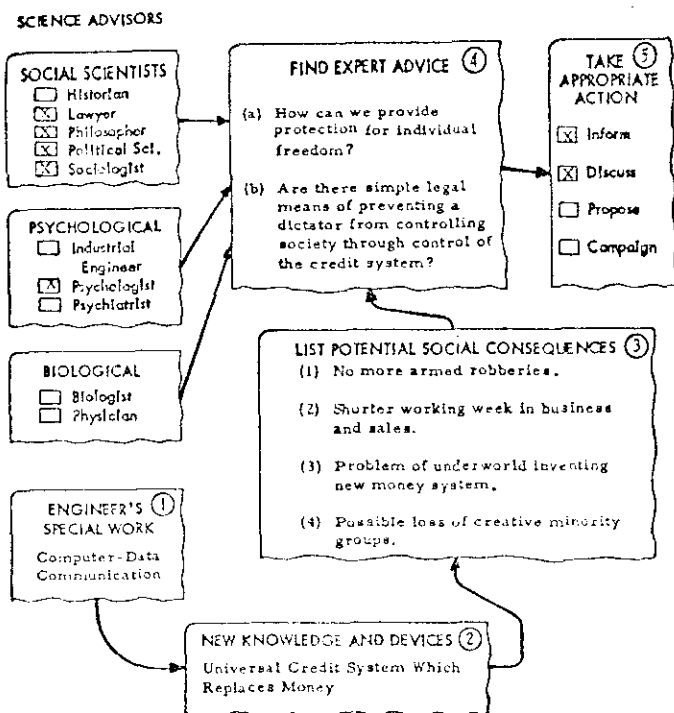 SCIENCE ADVISORS
SOCIAL SCIENTISTS
Historian
Lawyer
Philosopher
Political Sci.
Sociologist
PSYCHOLOGICAL
Industrial
Engineer
Psychologist
Psychiatrist
BIOLOGICAL
Biologist
Physician
FIND EXPERT ADVICE 4
(a) How can we provide
protection for individual
freedom?
(b) Are there simple legal
means of preventing a
dictator from controlling
society through control of
the credit system?
TAKE 5
APPROPRIATE
ACTION
Inform
Discuss
Propose
Campaign
LIST POTENTIAL SOCIAL CONSEQUENCES 3
(1) No more armed robberies.
(2) Shorter working week in business
and sales.
(3) Problem of underworld inventing
new money system.
(4) Possible loss of creative minority
groups.
ENGINEER'S 1
SPECIAL WORK
Computer-Data
Communication
NEW KNOWLEDGE AND DEVICES 2
Universal Credit System Which
Replaces Money